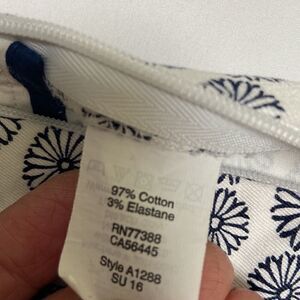 97% Cotton
3% Elastane
RN77388
CA56445
Style A1288
SU 16